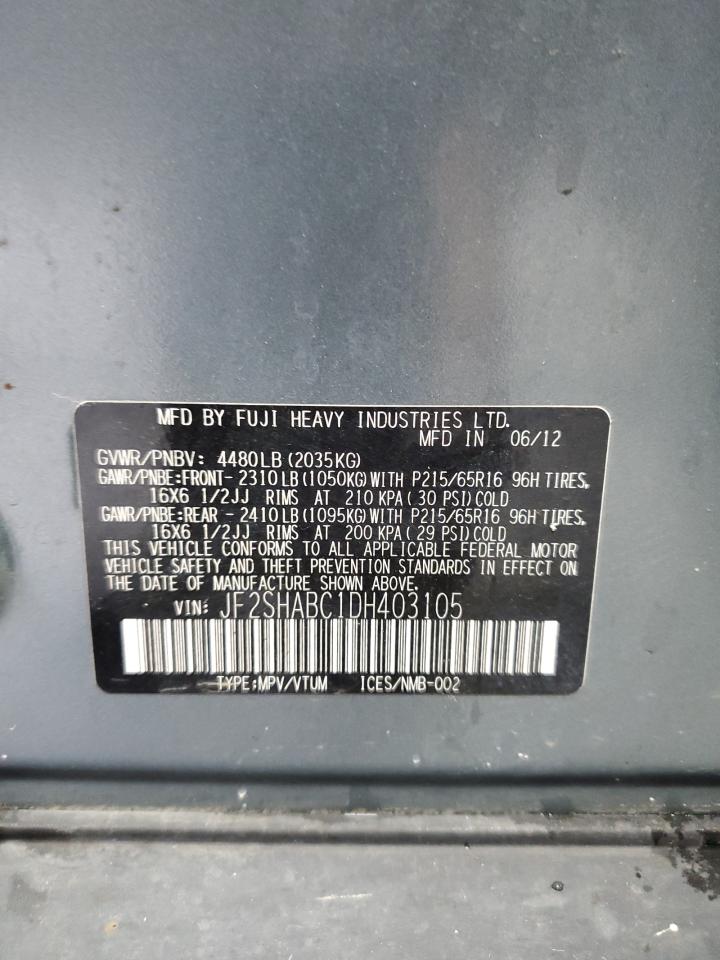 MFD BY FUJI HEAVY INDUSTRIES LTD.
MFD IN 06/12
GVWR/PNBV: 4480LB(2035KG)
GAWR/PNBE:FRONT-2310LB(1050KG)WITH P215/65R16 96H TIRES,
16X6 1/2JJ RIMS AT 210 KPA(30 PSI)COLD
GAWR/PNBE:REAR -2410LB(1095KG)WITH P215/65R16 96H TIRES,
16X6 1/2JJ RIMS AT 200 KPA(29 PSI)COLD
THIS VEHICLE CONFORMS TO ALL APPLICABLE FEDERAL MOTOR
VEHICLE SAFETY AND THEFT PREVENTION STANDARDS IN EFFECT ON
THE DATE OF MANUFACTURE SHOWN ABOVE.
VIN: JF2SHABC1DH403105
TYPE:MPV/VTUM ICES/NMB-002